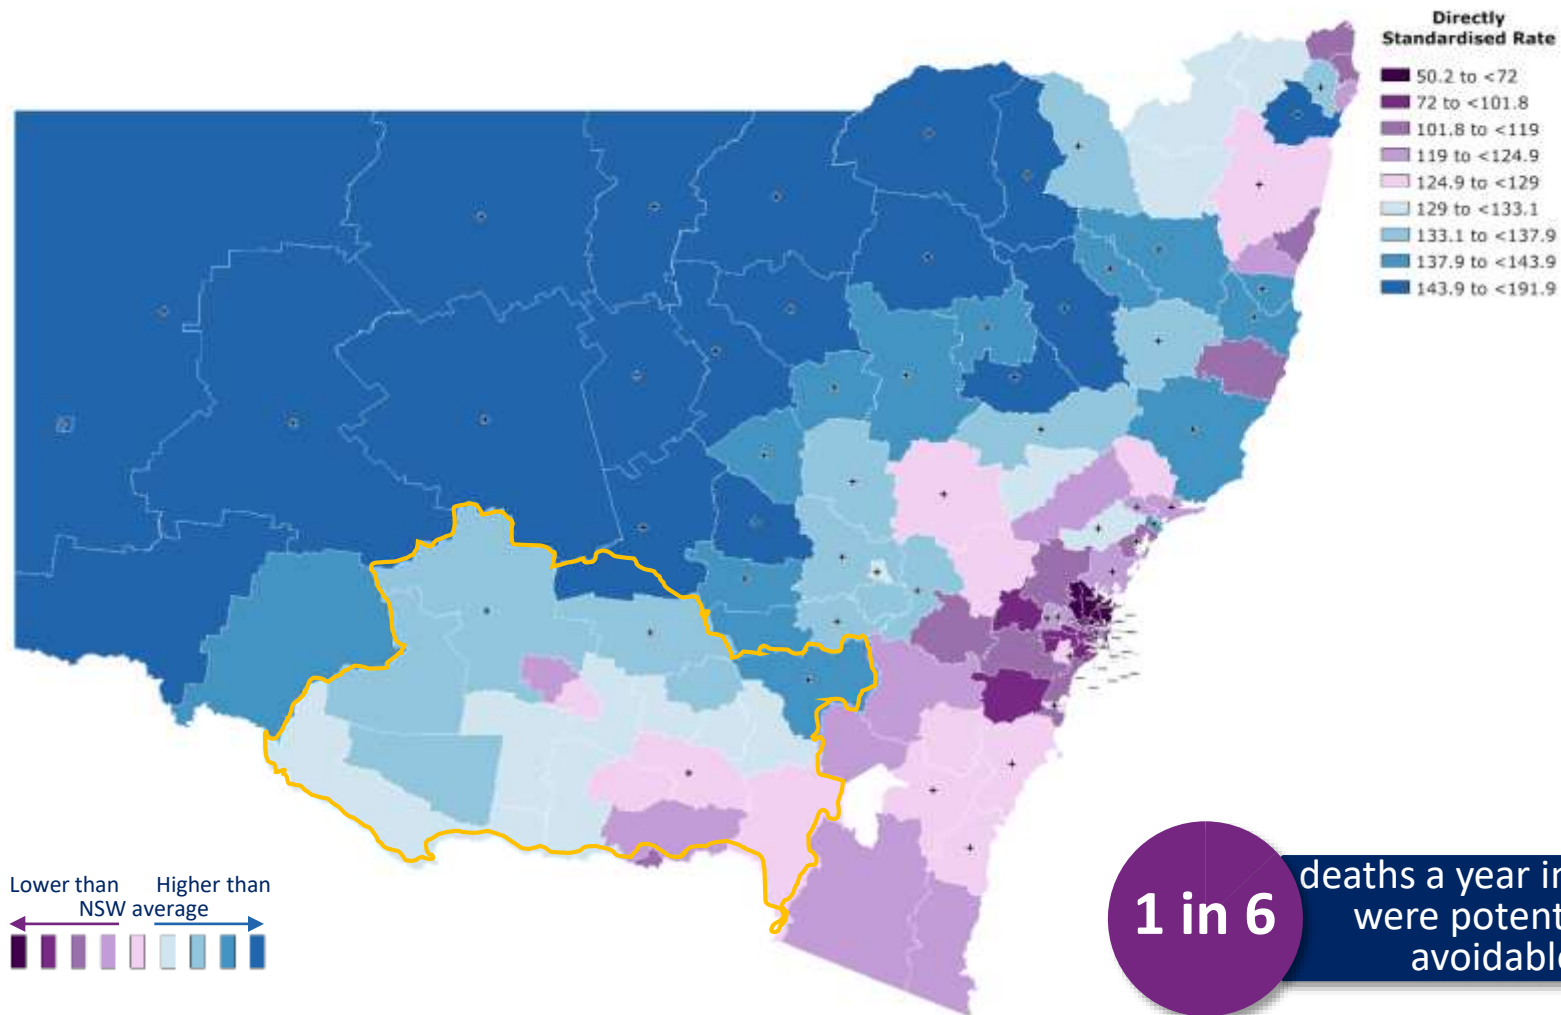 Directly
Standardised Rate
50.2 to <72
72 to <101.8
101.8 to <119
119 to <124.9
124.9 to <129
129 to <133.1
133.1 to <137.9
137.9 to <143.9
143.9 to <191.9
Lower than Higher than
NSW average
1 in 6
deaths a year in
were potent
avoidable